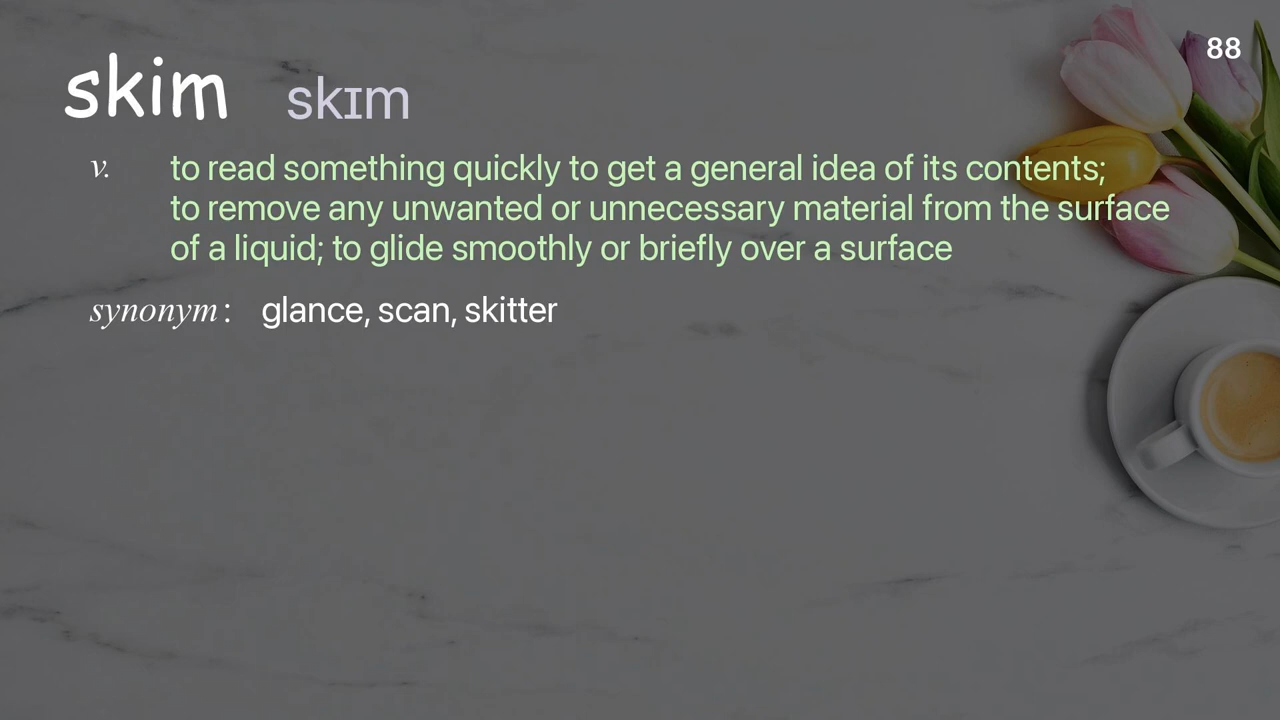 88
skim skɪm
v. to read something quickly to get a general idea of its contents;
to remove any unwanted or unnecessary material from the surface
of a liquid; to glide smoothly or briefly over a surface
synonym : glance, scan, skitter